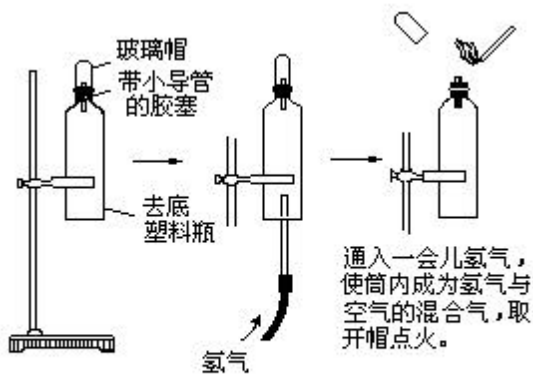 玻璃帽
带小导管
的胶塞
去底
塑料瓶
氢气
通入一会儿氢气，
使筒内成为氢气与
空气的混合气，取
开帽点火。